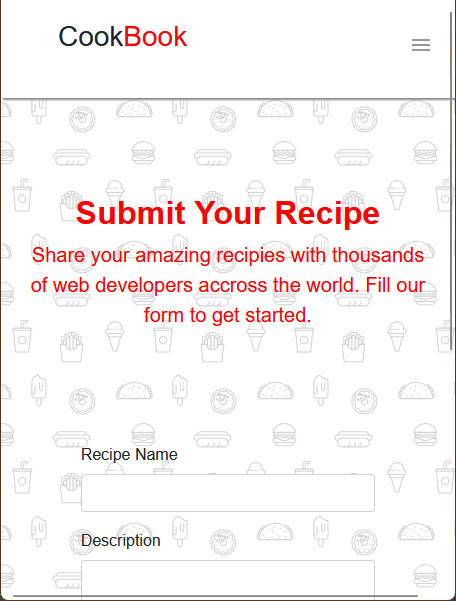 CookBook
Submit Your Recipe
Share your amazing recipies with thousands
of web developers accross the world. Fill our
form to get started.
Recipe Name
Description